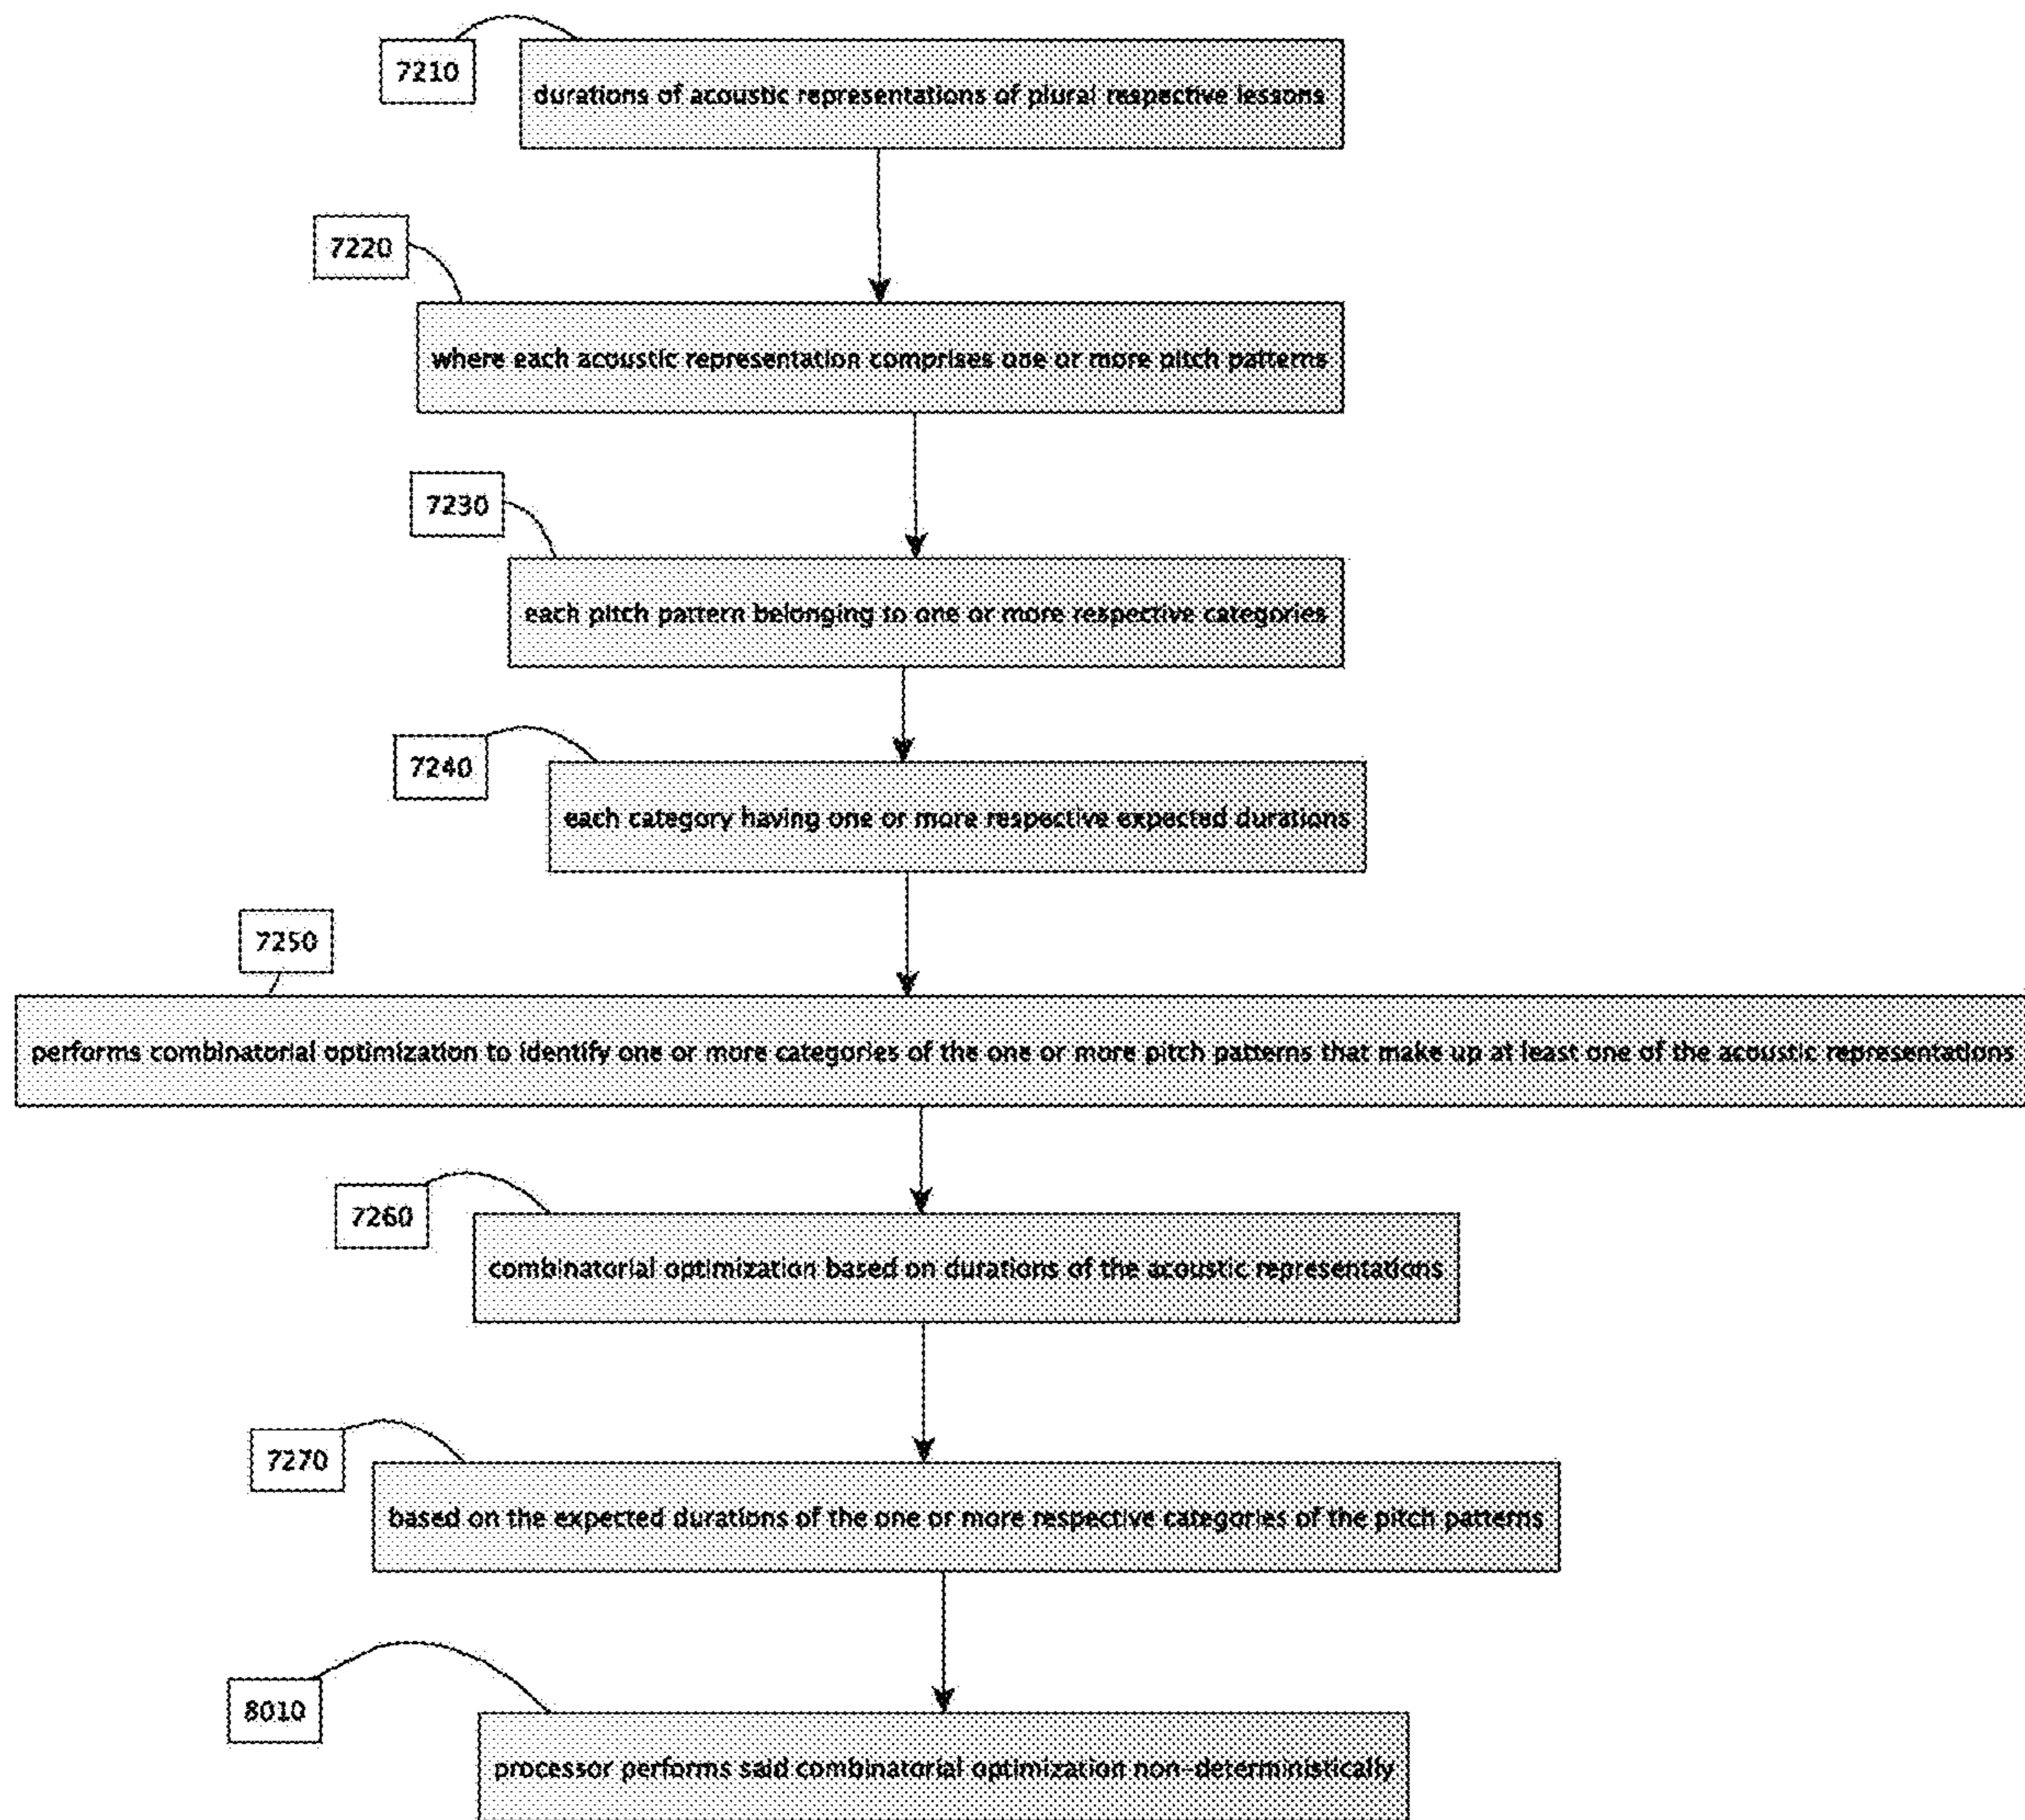 7210
durations of acoustic representations of plural respective lessons
7220
where each acoustic representation comprises one or more pitch patterns
7230
each pitch pattern belonging to one or more respective categories
7240
each category having one or more respective expected durations
7250
performs combinatorial optimization to identify one or more categories of the one or more pitch patterns that make up at least one of the acoustic representations
7260
combinatorial optimization based on durations of the acoustic representations
7270
based on the expected durations of the one or more respective categories of the pitch patterns
8010
processor performs said combinatorial optimization non-deterministically